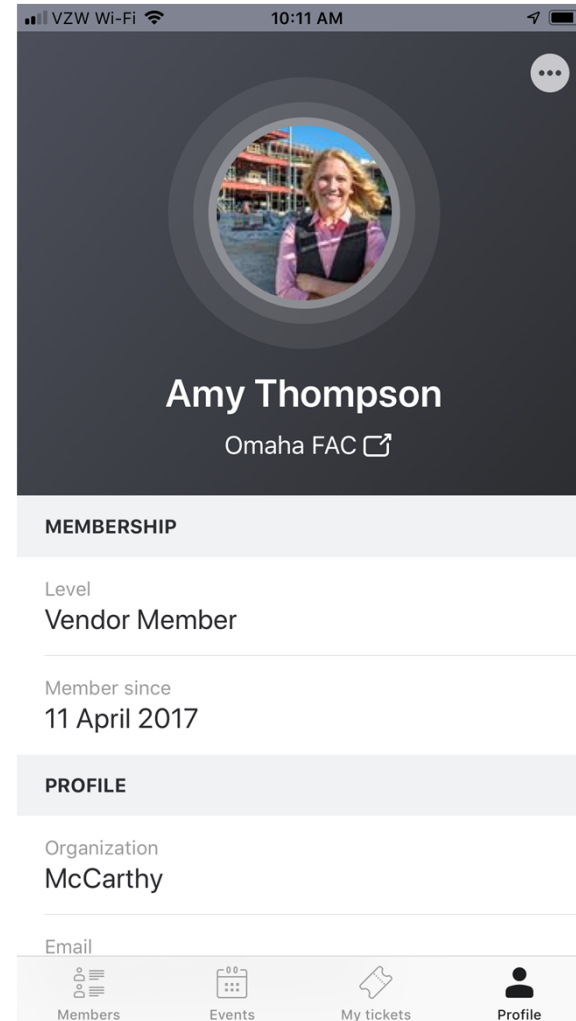 VZW Wi-Fi 10:11 AM
Amy Thompson
Omaha FAC
MEMBERSHIP
Level
Vendor Member
Member since
11 April 2017
PROFILE
Organization
McCarthy
Email
Members Events My tickets Profile